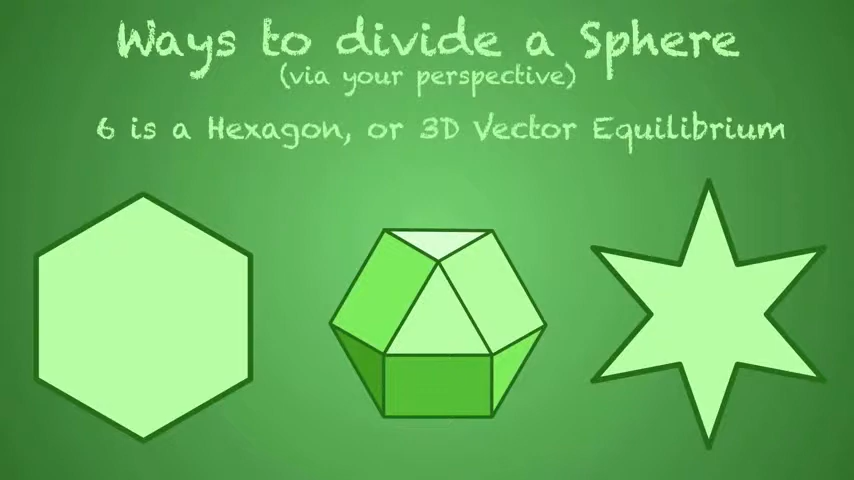 Ways to divide a Sphere
(via your perspective)
6 is a Hexagon, or 3D Vector Equilibrium